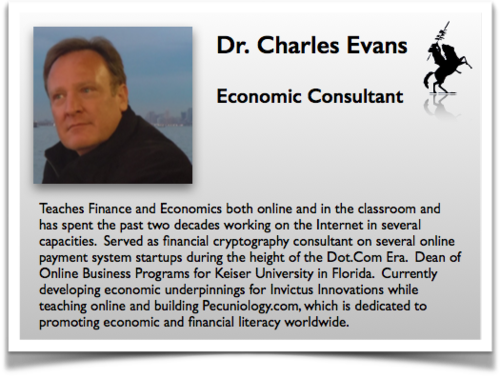 Dr. Charles Evans
Economic Consultant
Teaches Finance and Economics both online and in the classroom and
has spent the past two decades working on the Internet in several
capacities. Served as financial cryptography consultant on several online
payment system startups during the height of the Dot.Com Era. Dean of
Online Business Programs for Keiser University in Florida. Currently
developing economic underpinnings for Invictus Innovations while
teaching online and building Pecuniology.com, which is dedicated to
promoting economic and financial literacy worldwide.